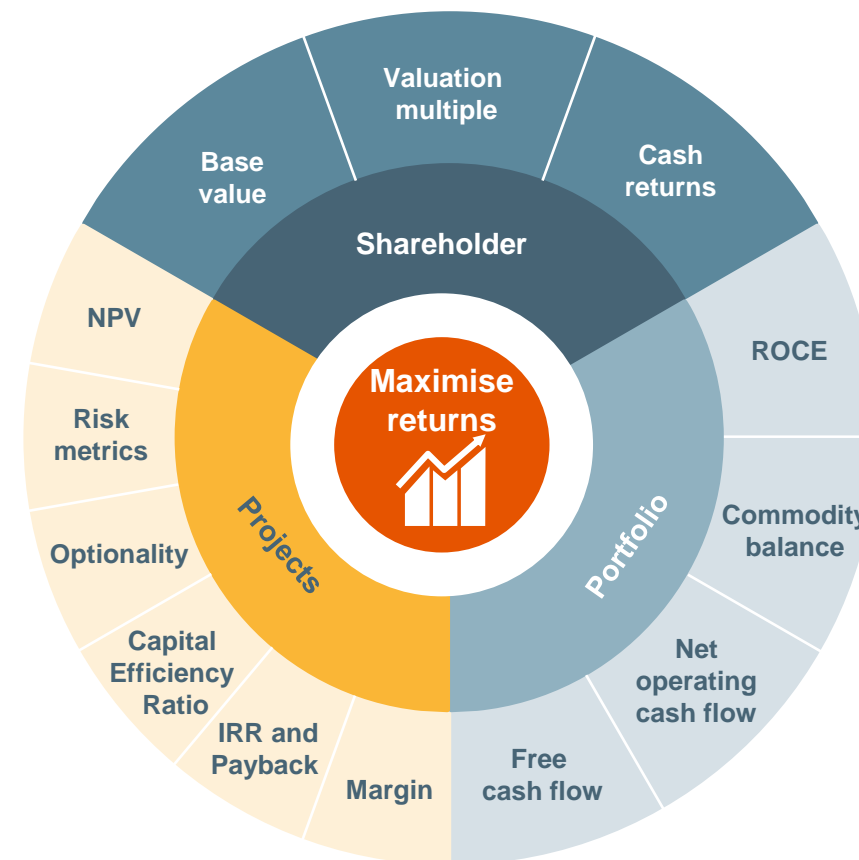 Valuation
multiple
Base
value
Cash
returns
Shareholder
NPV
ROCE
Maximise
returns
Risk
metrics
Projects
Portfolio
Commodity
balance
Optionality
Capital
Efficiency
Ratio
Net
operating
cash flow
IRR and
Payback
Margin
Free
cash flow